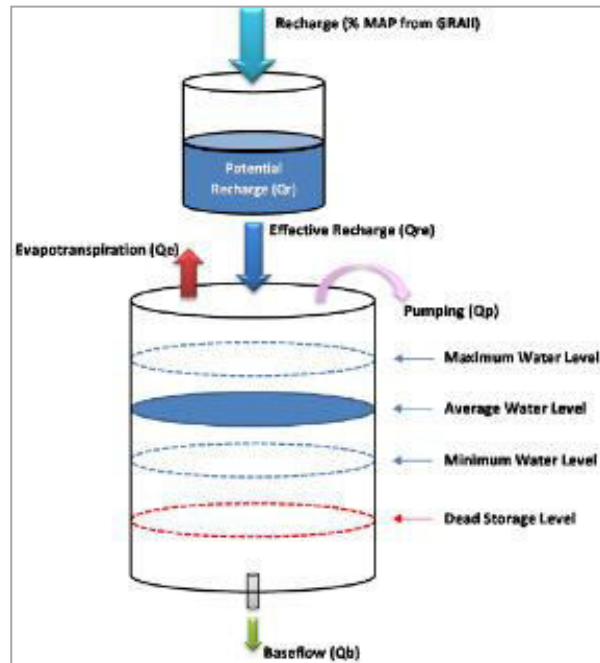 Recharge (% MAP from GRAII)
Potential
Recharge (Qr)
Effective Recharge (Qre)
Evapotranspiration (Qe)
Pumping (Qp)
Maximum Water Level
Average Water Level
Minimum Water Level
Dead Storage Level
Baseflow (Qb)